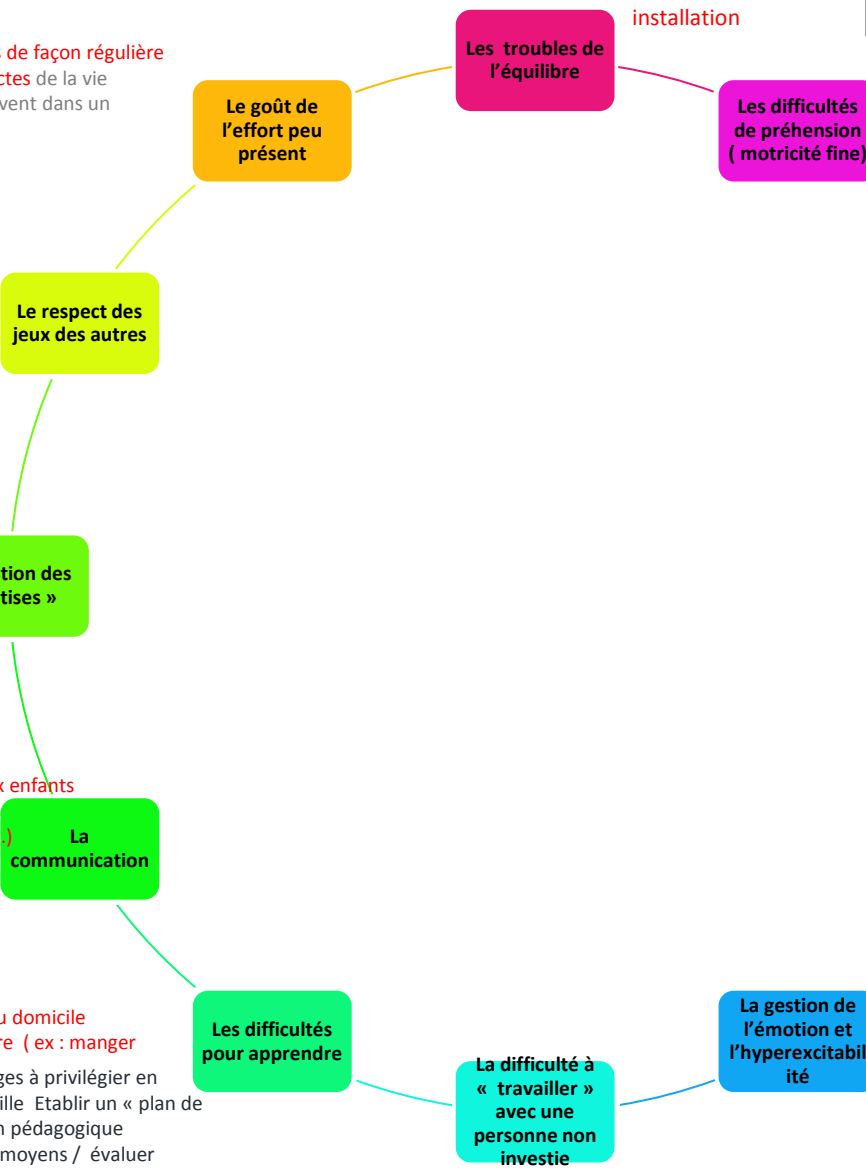 installation
Les troubles de
l'équilibre
s de façon régulière
ctes de la vie
vent dans un
Le goût de
l'effort peu
présent
Les difficultés
de préhension
( motricité fine)
Le respect des
jeux des autres
tion des
tises »
x enfants
.)
La
communication
u domicile
re ( ex : manger
ges à privilégier en
ille Etablir un « plan de
n pédagogique
moyens / évaluer
Les difficultés
pour apprendre
La difficulté à
« travailler »
avec une
personne non
investie
La gestion de
l'émotion et
l'hyperexcitabil
ité